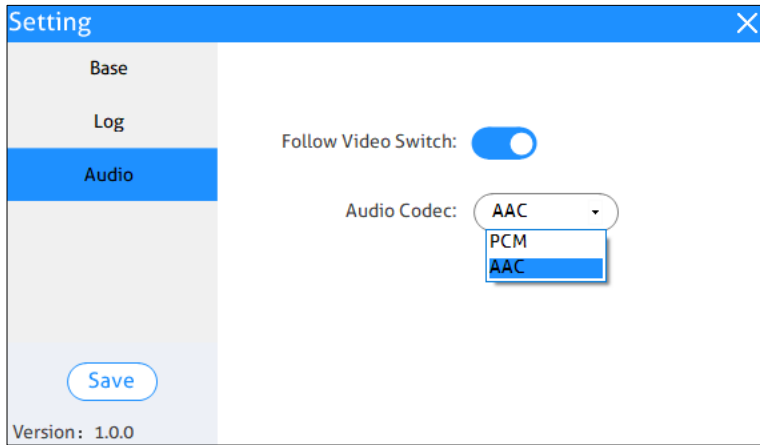 Setting
Base
Log
Audio
Follow Video Switch:
Audio Codec:
AAC
PCM
AAC
Save
Version：1.0.0